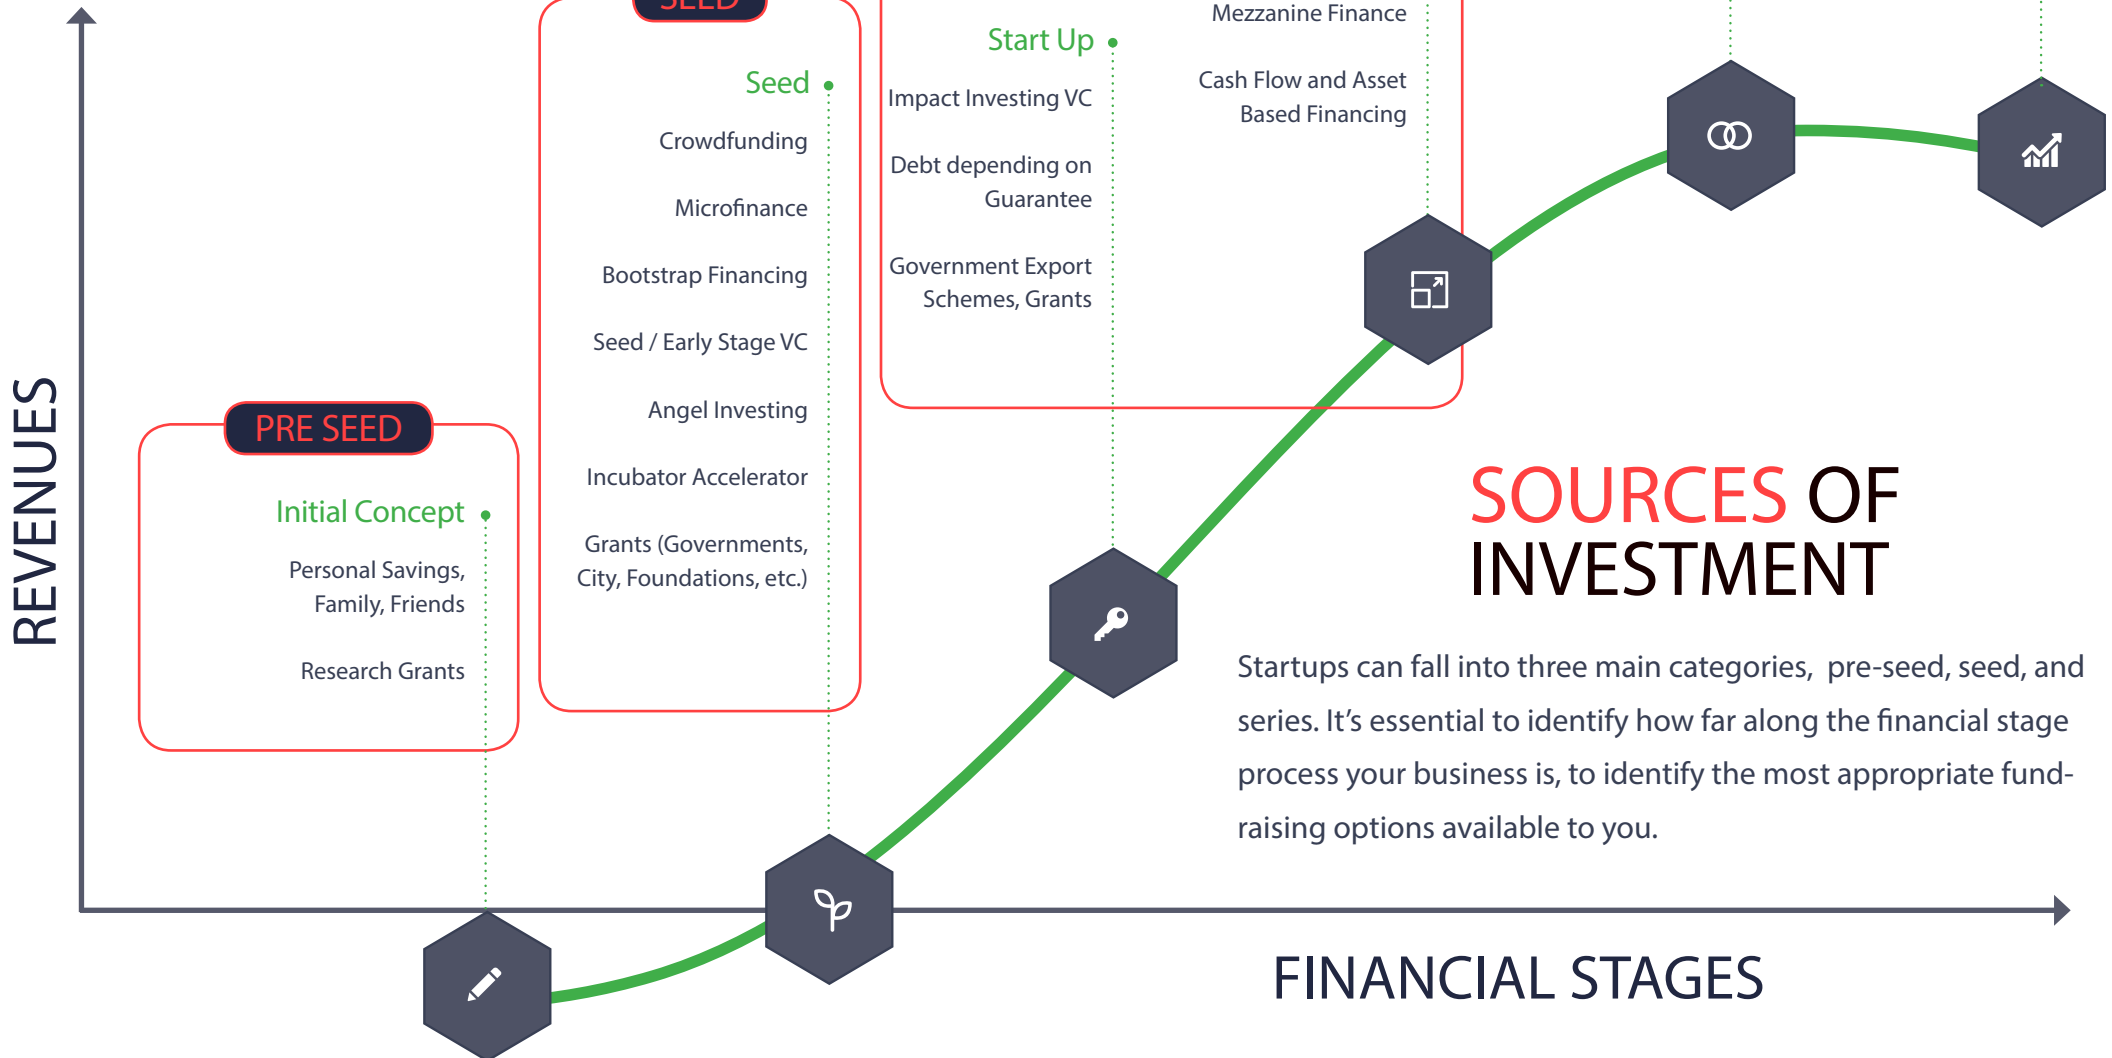 REVENUES
PRE SEED
Initial Concept
Personal Savings,
Family, Friends
Research Grants
SEED
Seed
Crowdfunding
Microfinance
Bootstrap Financing
Seed / Early Stage VC
Angel Investing
Incubator Accelerator
Grants (Governments,
City, Foundations, etc.)
Start Up
Impact Investing VC
Debt depending on
Guarantee
Government Export
Schemes, Grants
Mezzanine Finance
Cash Flow and Asset
Based Financing
SOURCES OF
INVESTMENT
Startups can fall into three main categories,  pre-seed, seed, and
series. It’s essential to identify how far along the financial stage
process your business is, to identify the most appropriate fund-
raising options available to you.
FINANCIAL STAGES